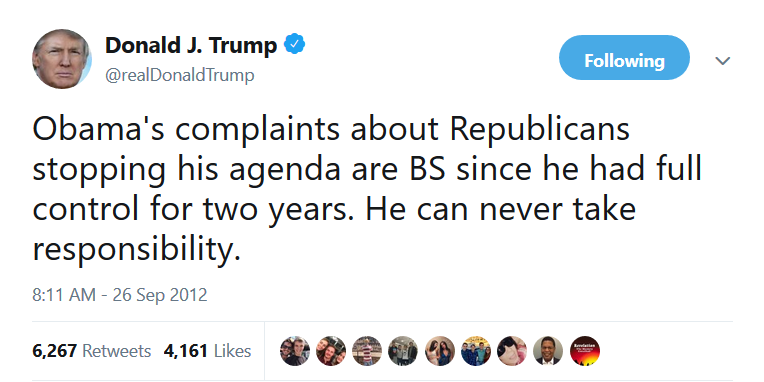 Donald J. Trump
@realDonaldTrump
Following
Obama's complaints about Republicans
stopping his agenda are BS since he had full
control for two years. He can never take
responsibility.
8:11 AM - 26 Sep 2012
6,267 Retweets 4,161 Likes